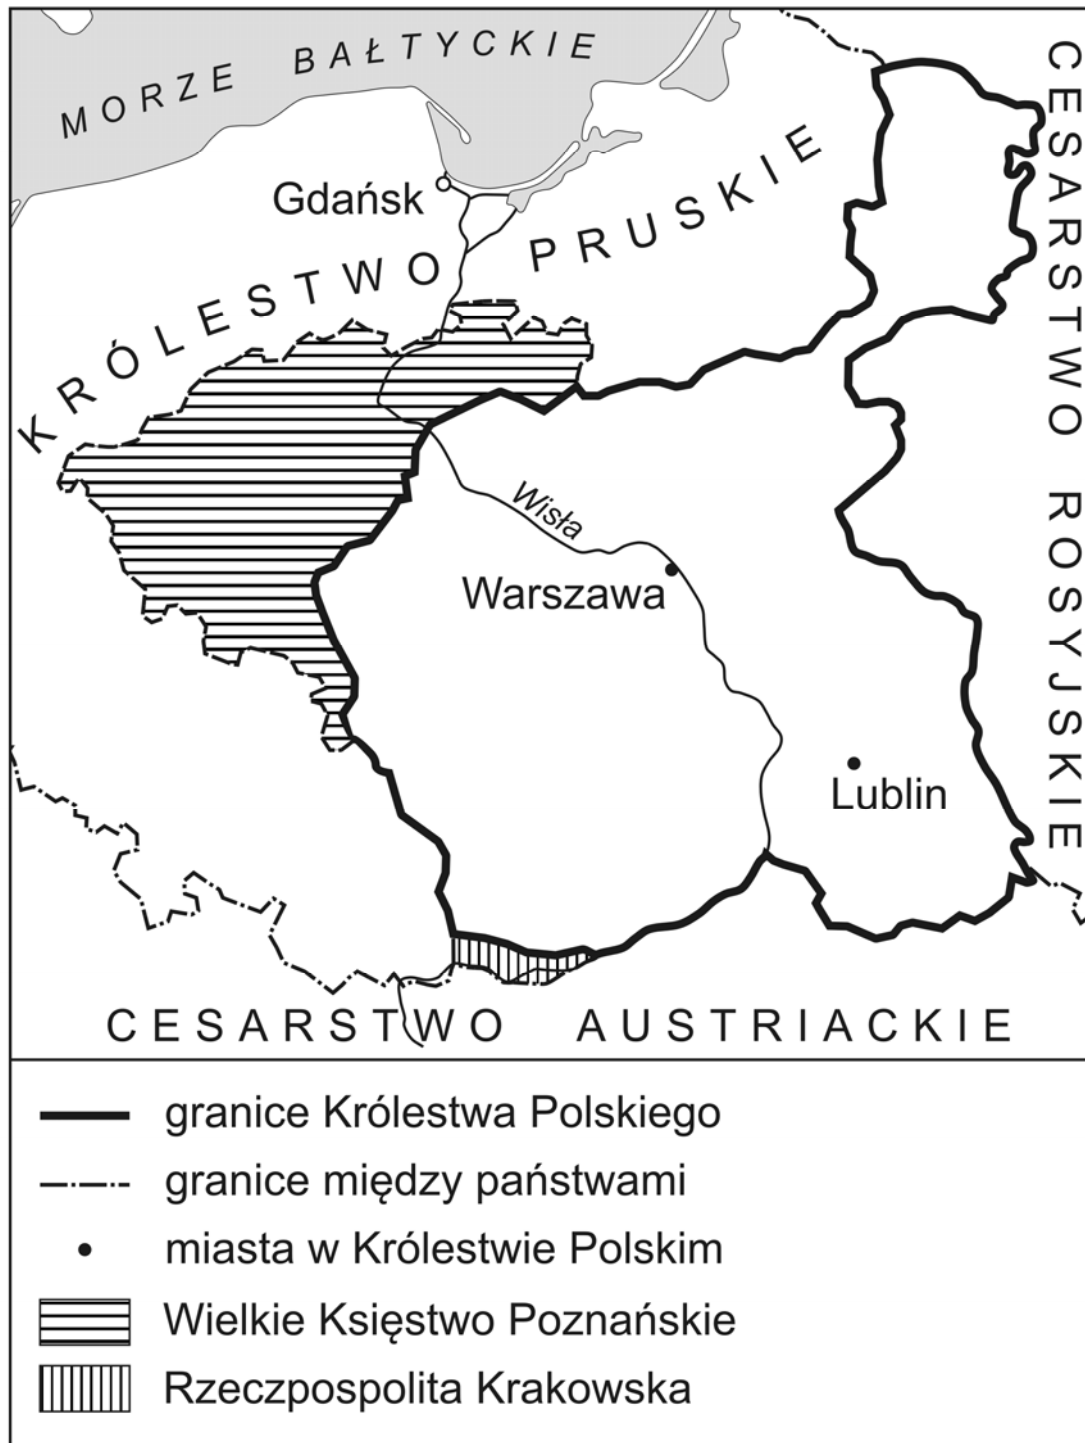 MORZE BAŁTYCKIE
Gdańsk
KRÓLESTWO PRUSKIE
CESARSTWO ROSYJSKIE
Wisła
Warszawa
Lublin
CESARSTWO AUSTRIACKIE
granice Królestwa Polskiego
granice między państwami
miasta w Królestwie Polskim
Wielkie Księstwo Poznańskie
Rzeczpospolita Krakowska